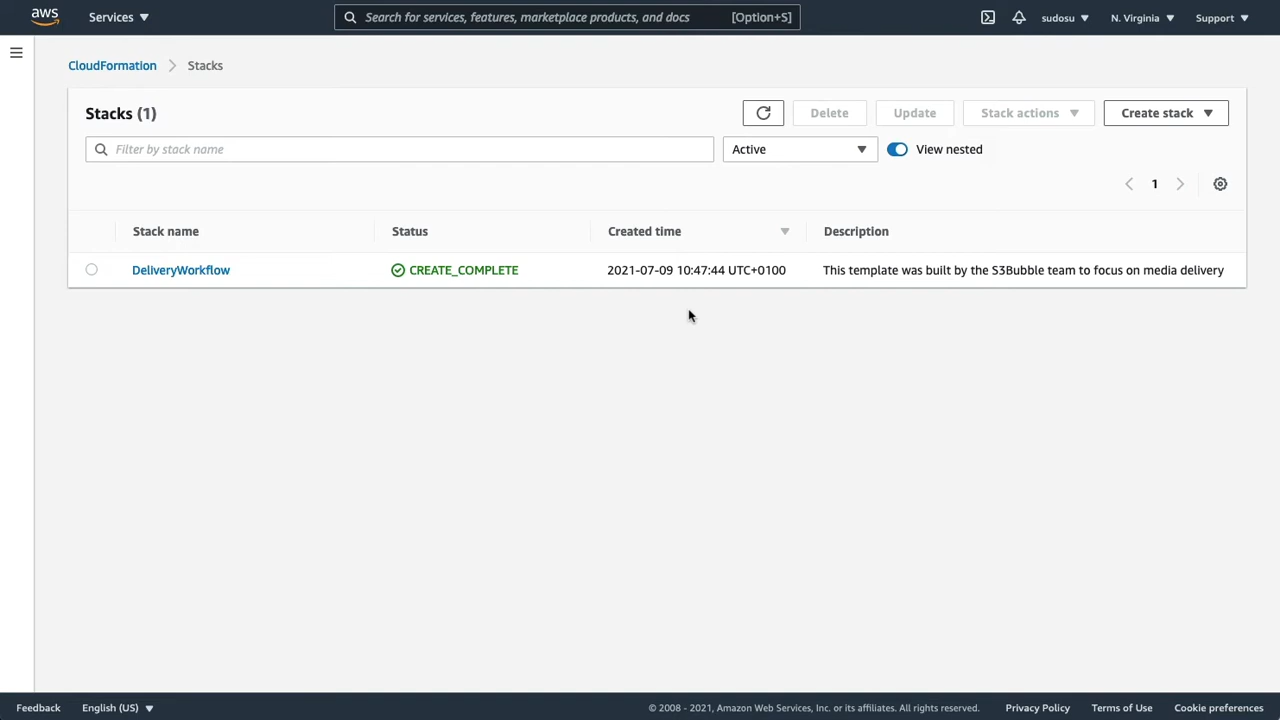 aws Services Search for services, features, marketplace products, and docs [Option+S] sudosu N. Virginia Support
CloudFormation Stacks
Stacks (1) Delete Update Stack actions Create stack
Filter by stack name Active View nested
1
Stack name Status Created time Description
DeliveryWorkflow CREATE_COMPLETE 2021-07-09 10:47:44 UTC+0100 This template was built by the S3Bubble team to focus on media delivery
Feedback English (US) © 2008 - 2021, Amazon Web Services, Inc. or its affiliates. All rights reserved. Privacy Policy Terms of Use Cookie preferences